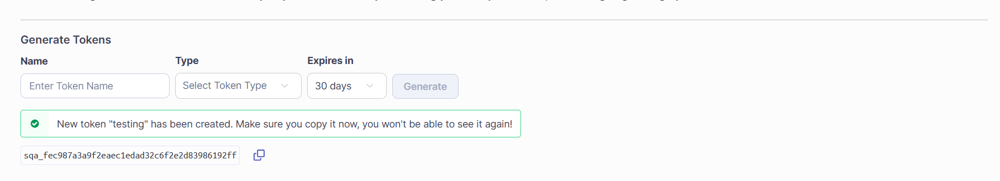 Generate Tokens
Name Type Expires in
Enter Token Name Select Token Type 30 days Generate
New token "testing" has been created. Make sure you copy it now, you won't be able to see it again!
sqa_fec987a3a9f2eaec1edad32c6f2e2d83986192ff